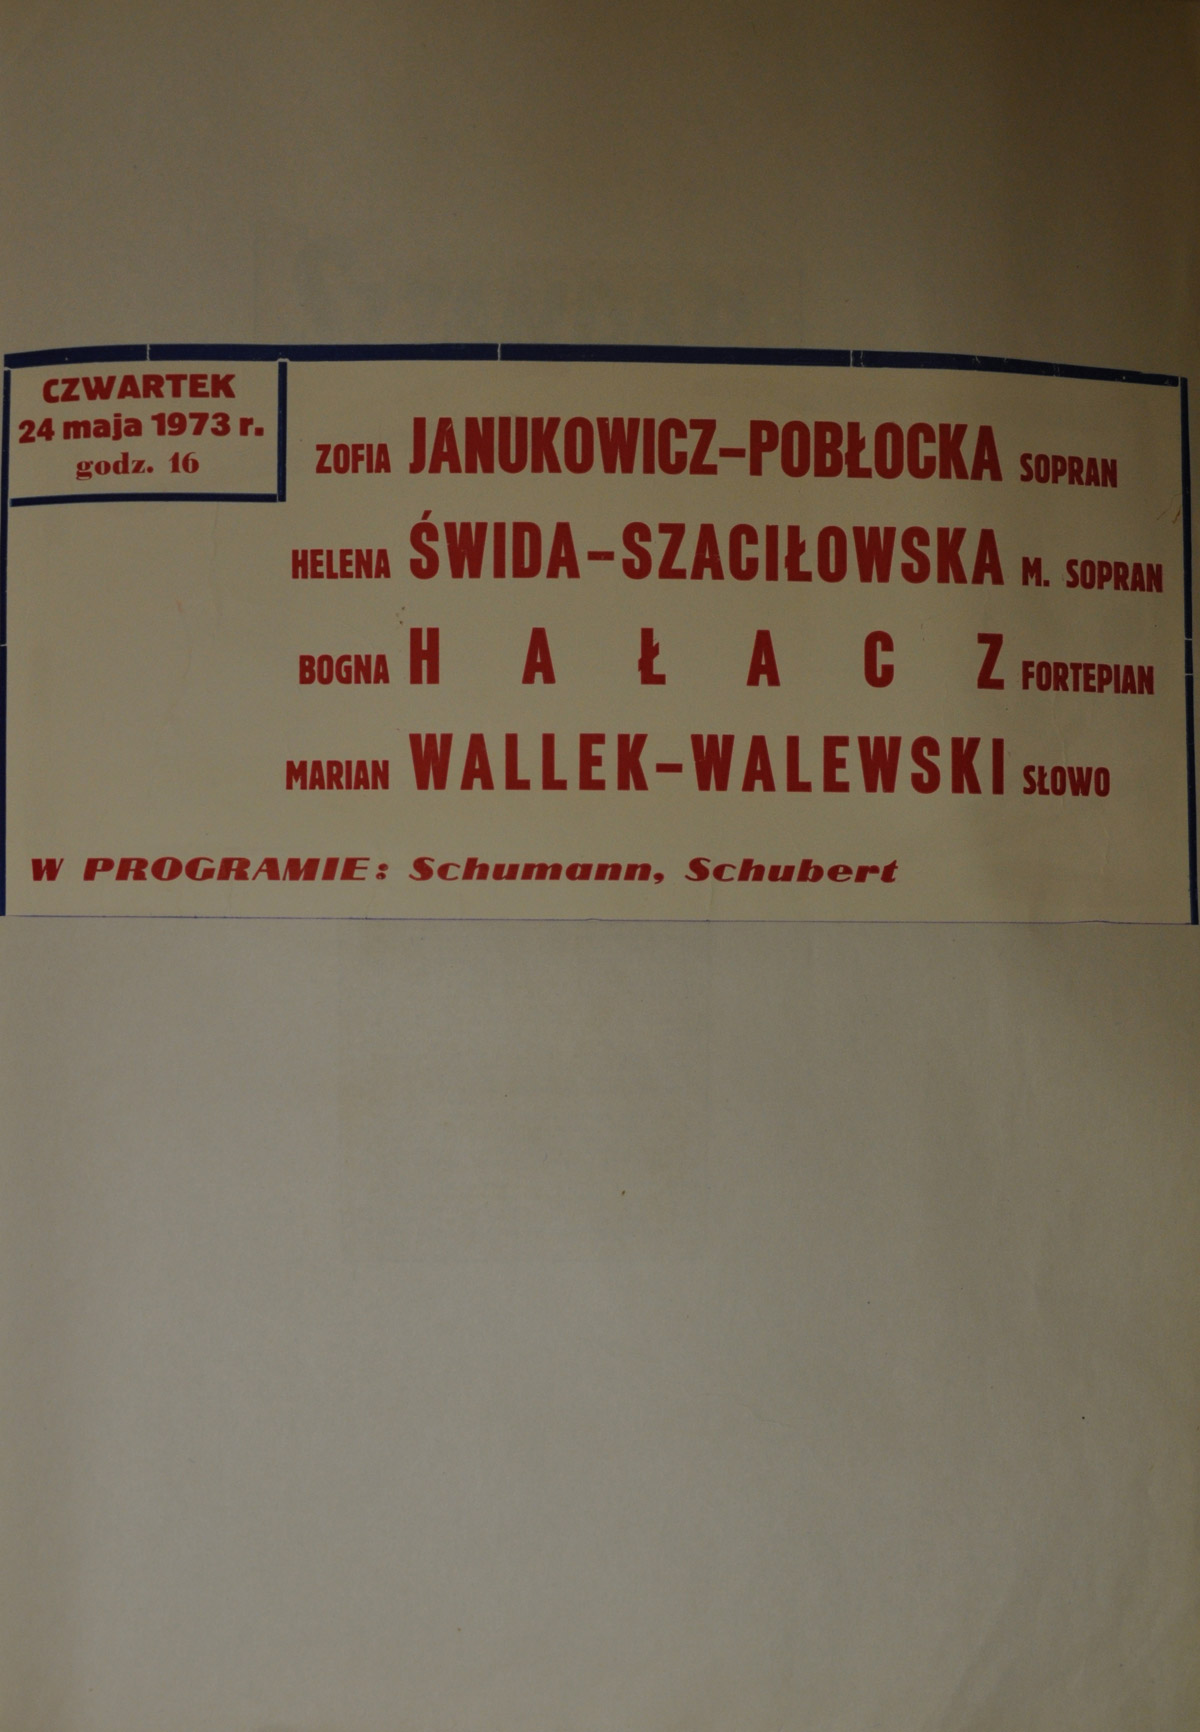 CZWARTEK
24 maja 1973 r.
godz. 16
ZOFIA JANUKOWICZ-POBŁOCKA SOPRAN
HELENA ŚWIDA-SZACIŁOWSKA M. SOPRAN
BOGNA HAŁACZ FORTEPIAN
MARIAN WALLEK-WALEWSKI SŁOWO
W PROGRAMIE: Schumann, Schubert